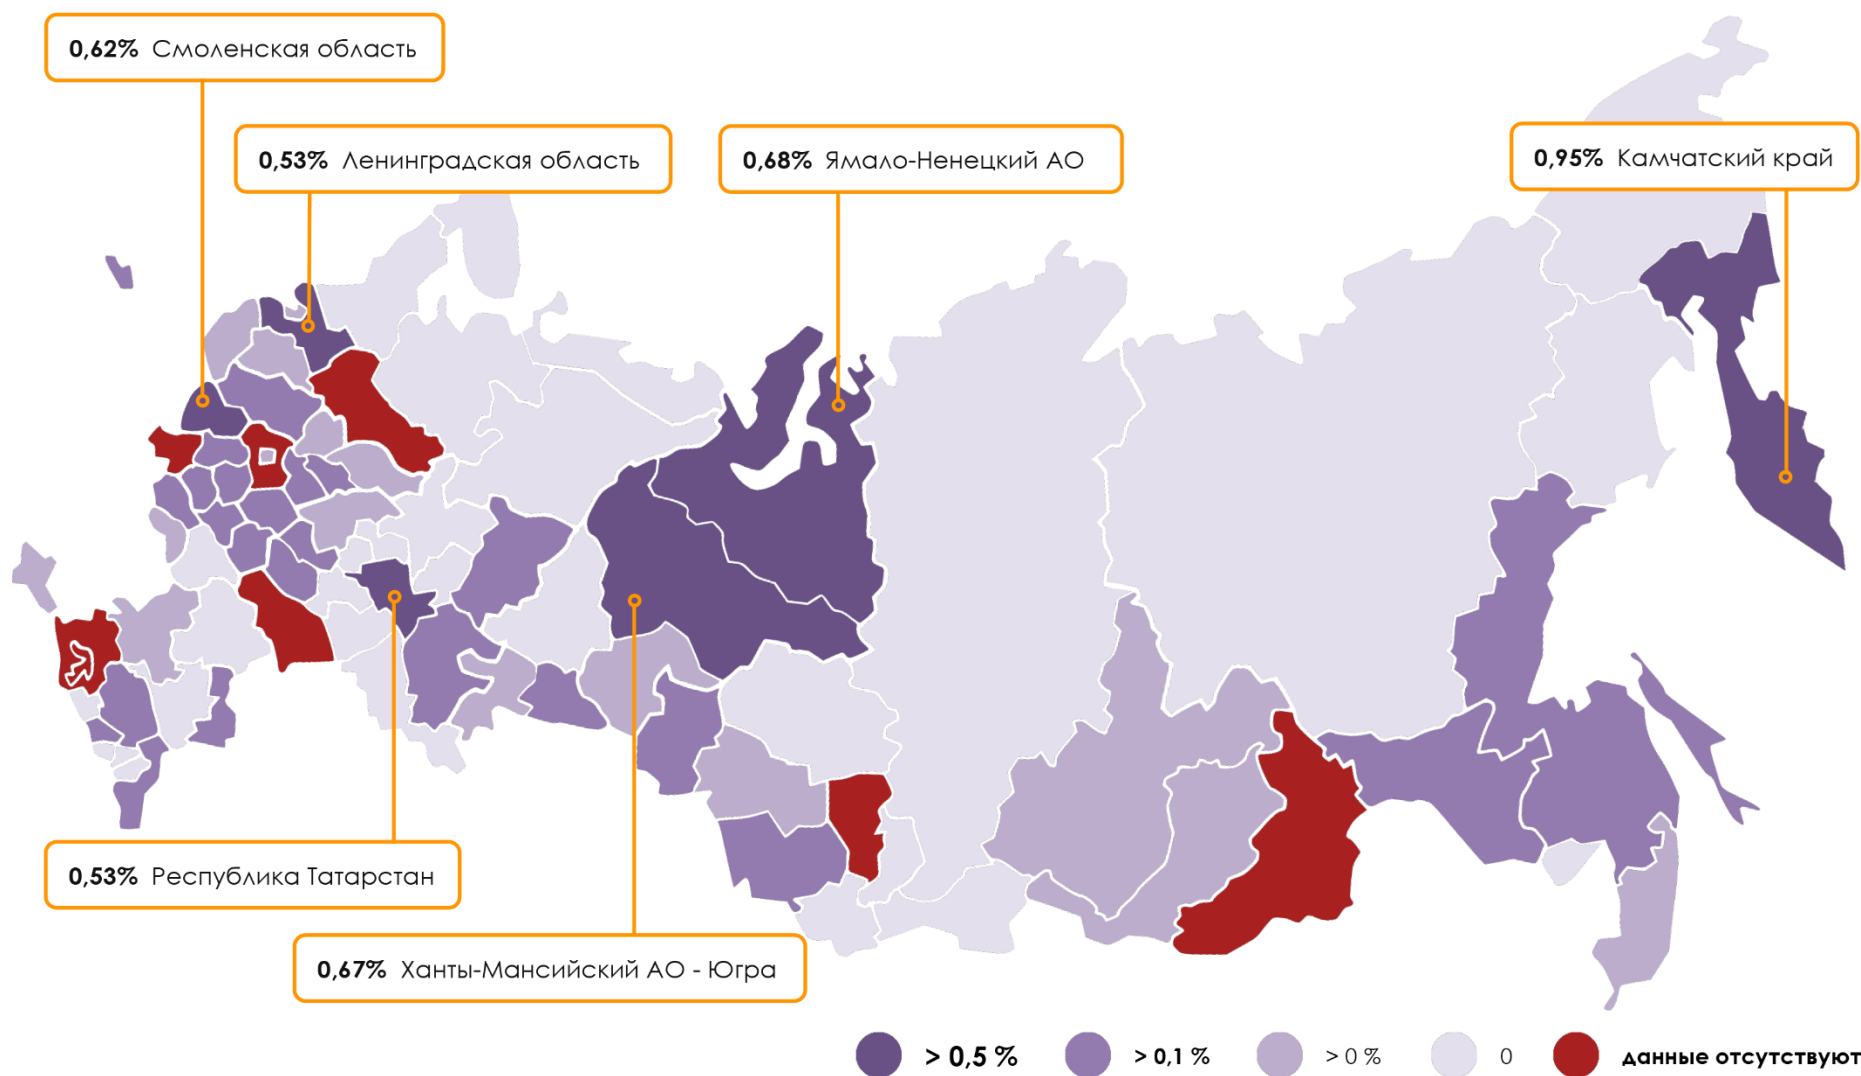 0,62% Смоленская область
0,53% Ленинградская область
0,68% Ямало-Ненецкий АО
0,95% Камчатский край
0,53% Республика Татарстан
0,67% Ханты-Мансийский АО - Югра
> 0,5 %
> 0,1 %
> 0 %
0
данные отсутствуют